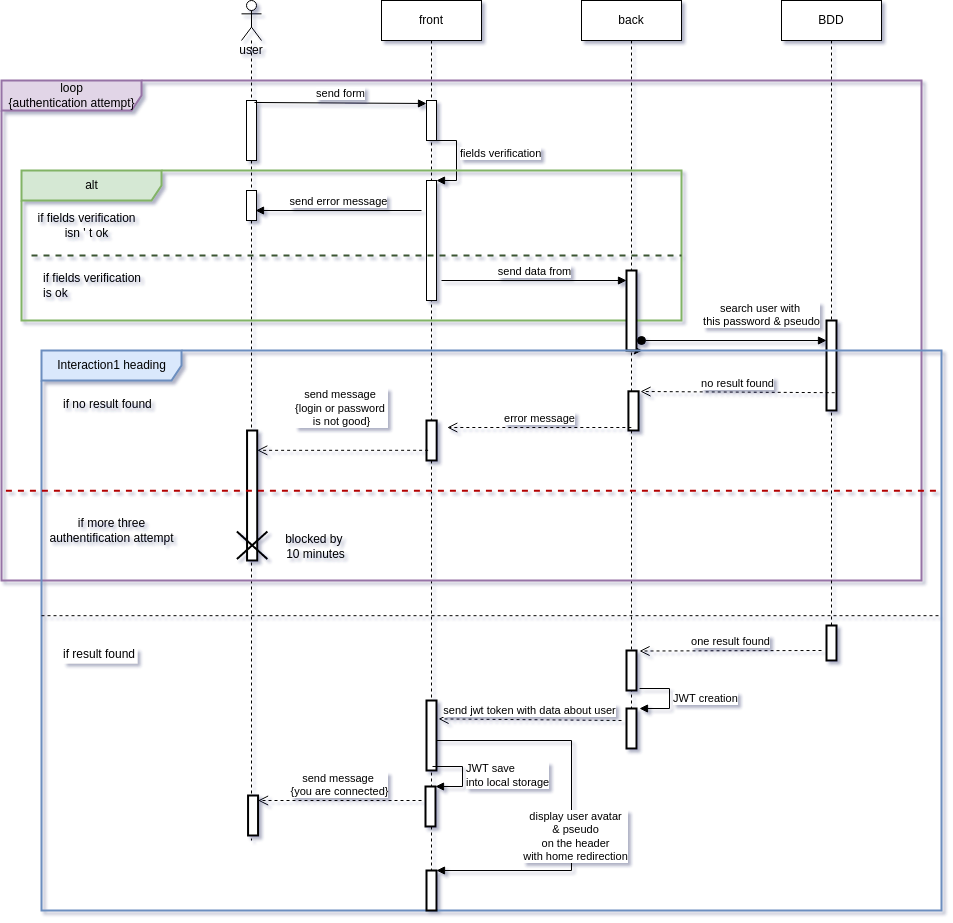 user
front
back
BDD
loop
{authentication attempt}
send form
fields verification
alt
send error message
if fields verification
isn ' t ok
if fields verification
is ok
send data from
search user with
this password & pseudo
Interaction1 heading
no result found
if no result found
send message
{login or password
is not good}
error message
if more three
authentification attempt
blocked by
10 minutes
one result found
if result found
JWT creation
send jwt token with data about user
JWT save
into local storage
send message
{you are connected}
display user avatar
& pseudo
on the header
with home redirection